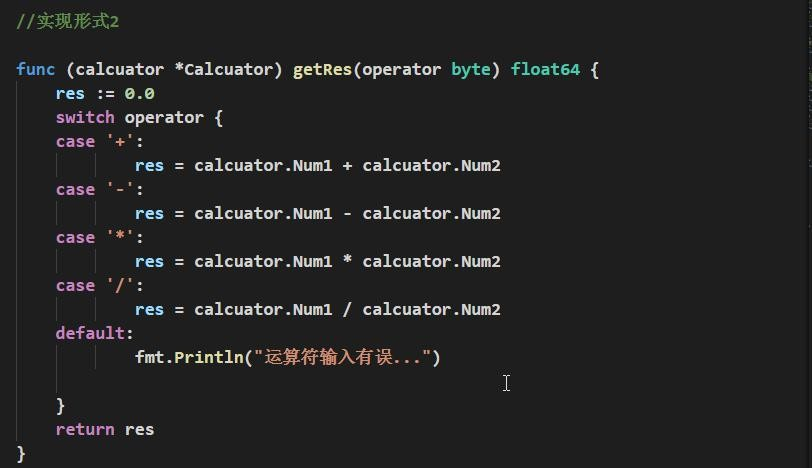 //实现形式2
func (calcuator *Calcuator) getRes(operator byte) float64 {
res := 0.0
switch operator {
case '+':
res = calcuator.Num1 + calcuator.Num2
case '-':
res = calcuator.Num1 - calcuator.Num2
case '*':
res = calcuator.Num1 * calcuator.Num2
case '/':
res = calcuator.Num1 / calcuator.Num2
default:
fmt.Println("运算符输入有误...")
}
return res
}